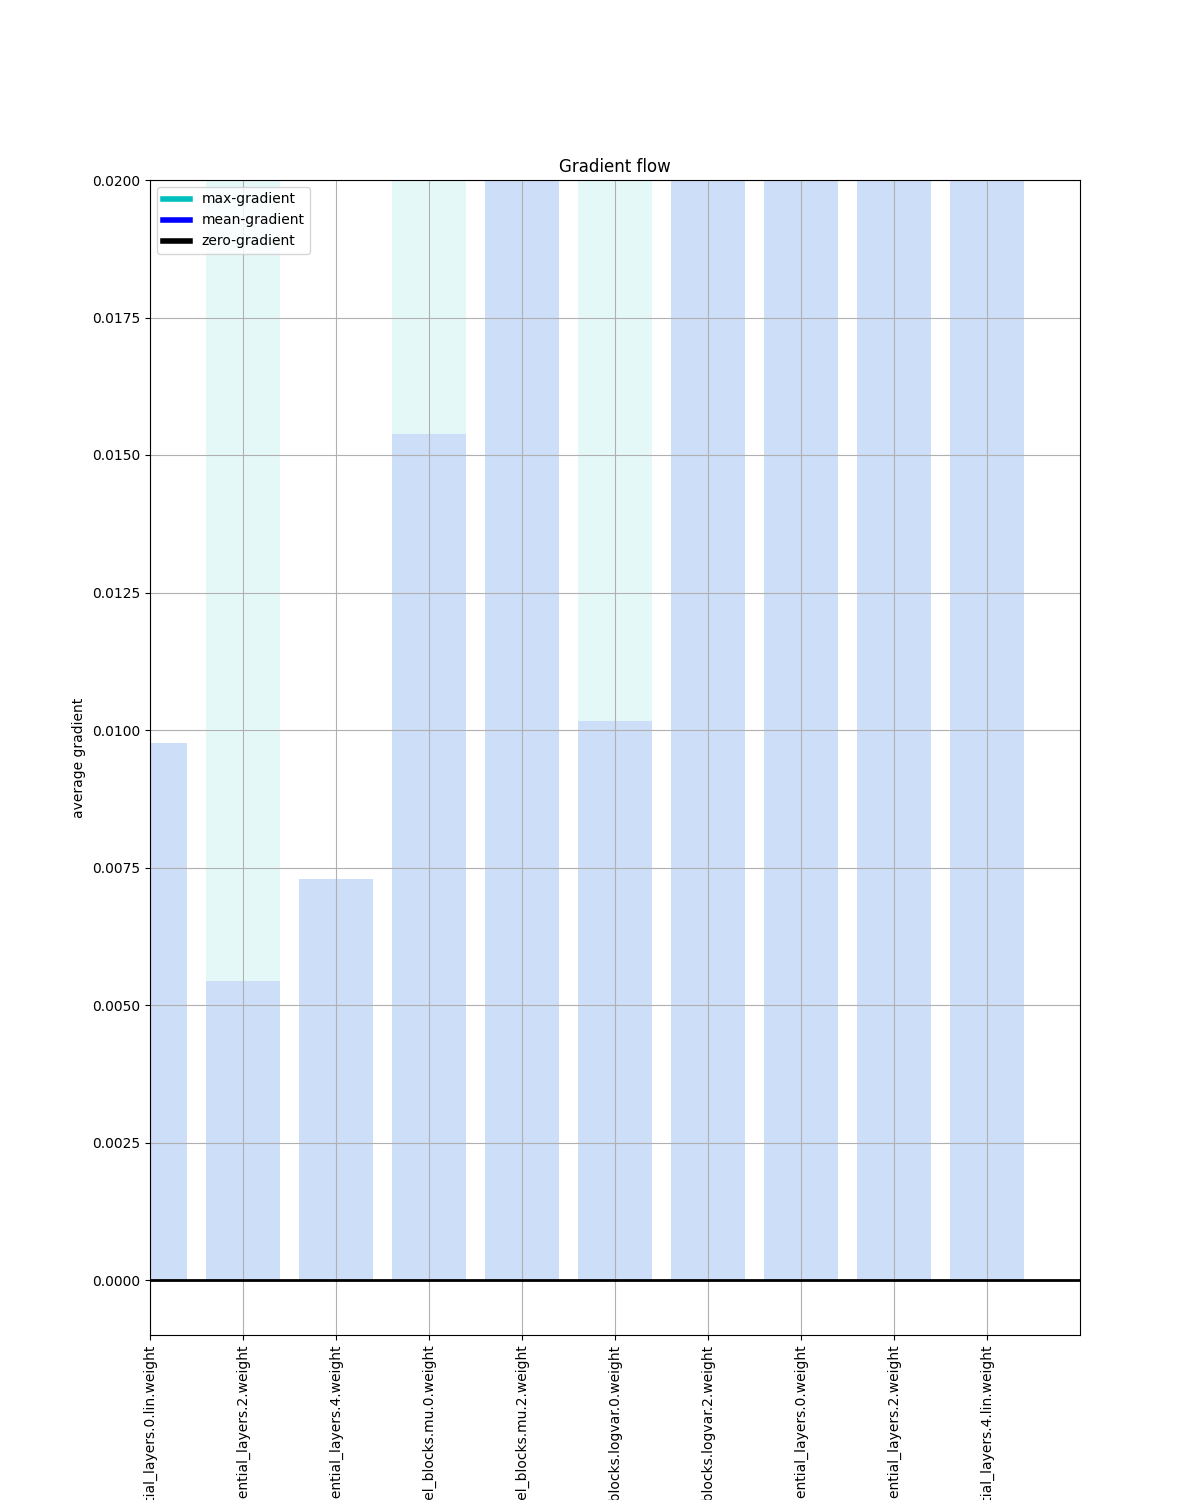 Gradient flow
max-gradient
mean-gradient
zero-gradient
0.0200
0.0175
0.0150
0.0125
0.0100
0.0075
0.0050
0.0025
0.0000
average gradient
tial_layers.0.lin.weight
ential_layers.2.weight
ential_layers.4.weight
el_blocks.mu.0.weight
el_blocks.mu.2.weight
blocks.logvar.0.weight
blocks.logvar.2.weight
ential_layers.0.weight
ential_layers.2.weight
tial_layers.4.lin.weight